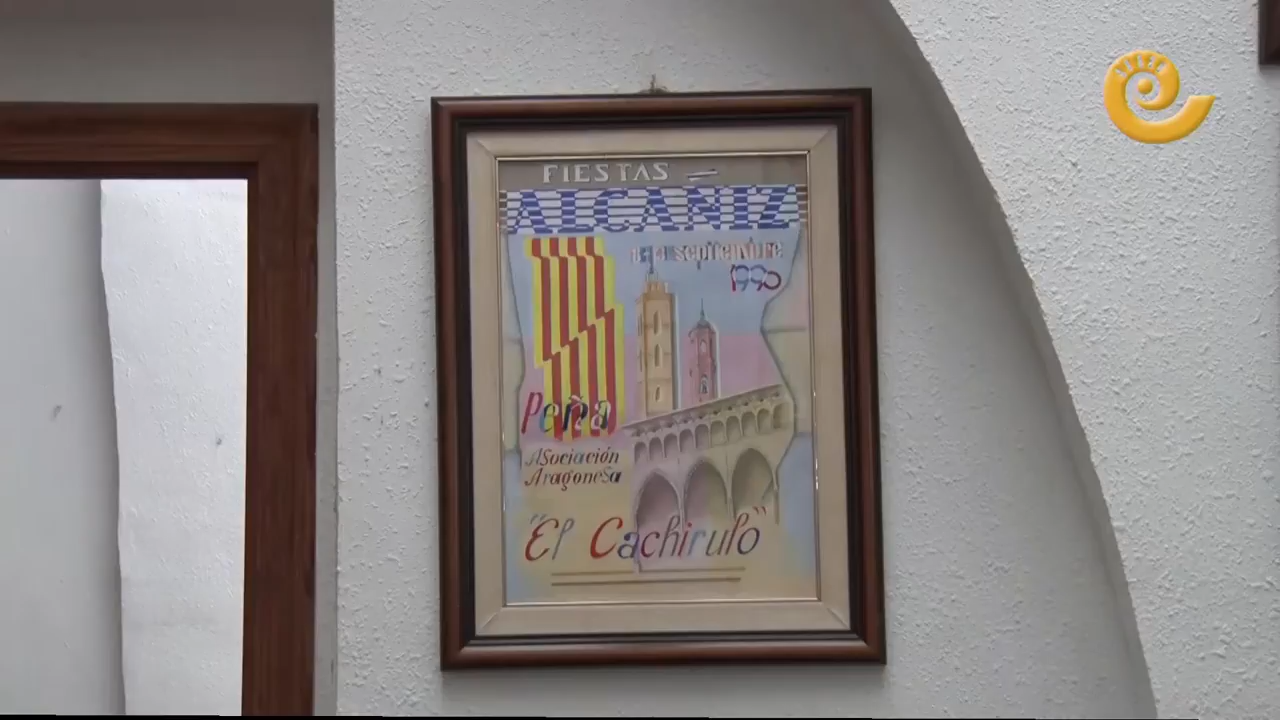 FIESTAS
ALCAÑIZ
septiembre
1990
Peña
Asociación
Aragonesa
"El Cachirulo"